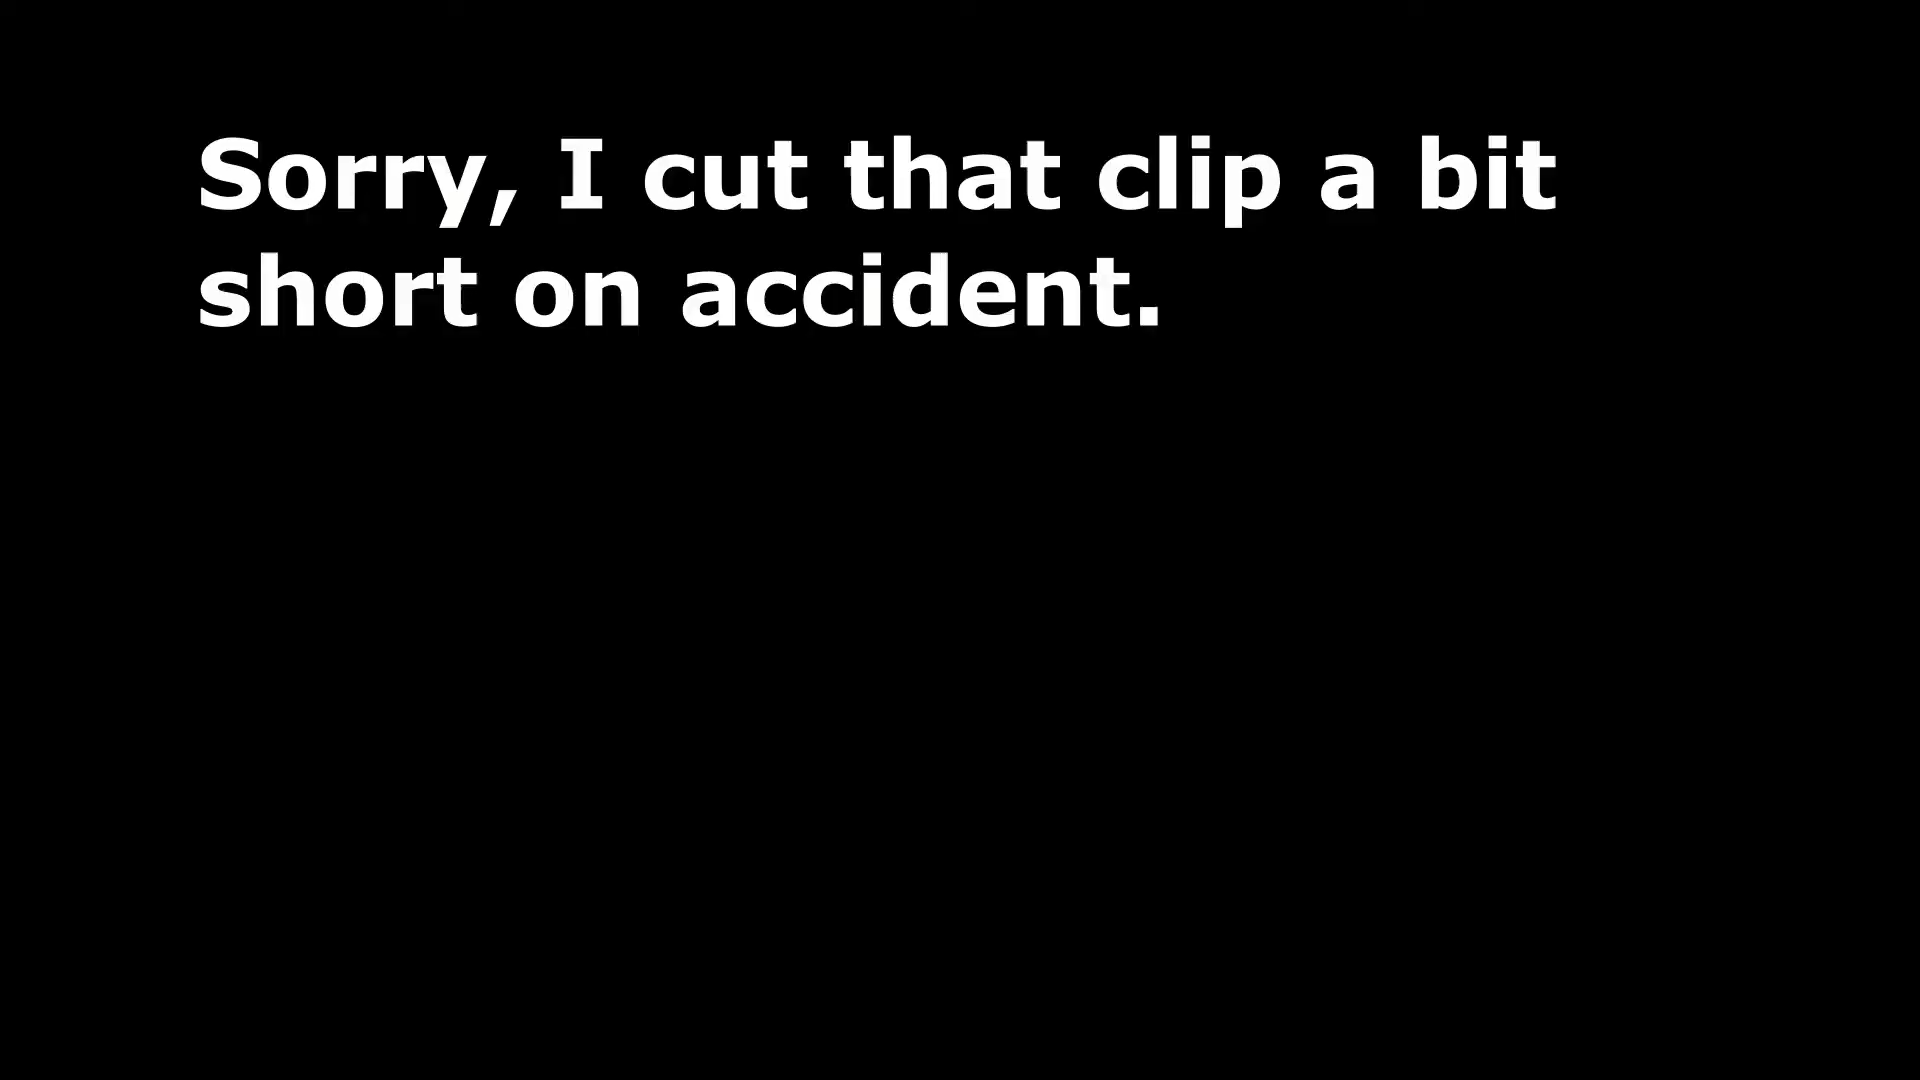 Sorry, I cut that clip a bit
short on accident.